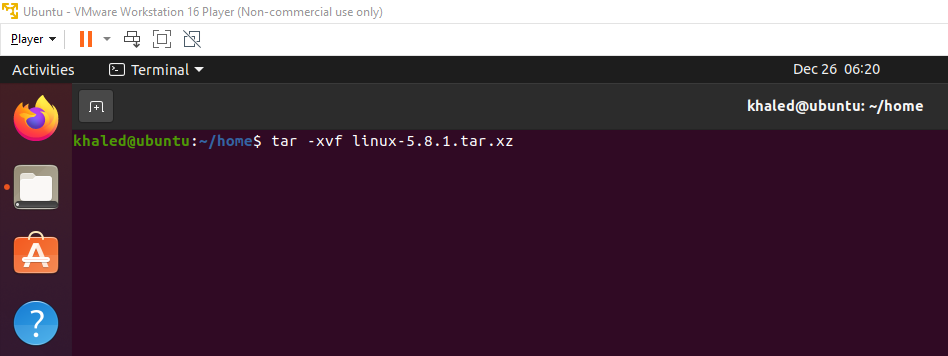 Ubuntu - VMware Workstation 16 Player (Non-commercial use only)
Player
Activities Terminal Dec 26 06:20
khaled@ubuntu: ~/home
khaled@ubuntu:~/home$ tar -xvf linux-5.8.1.tar.xz